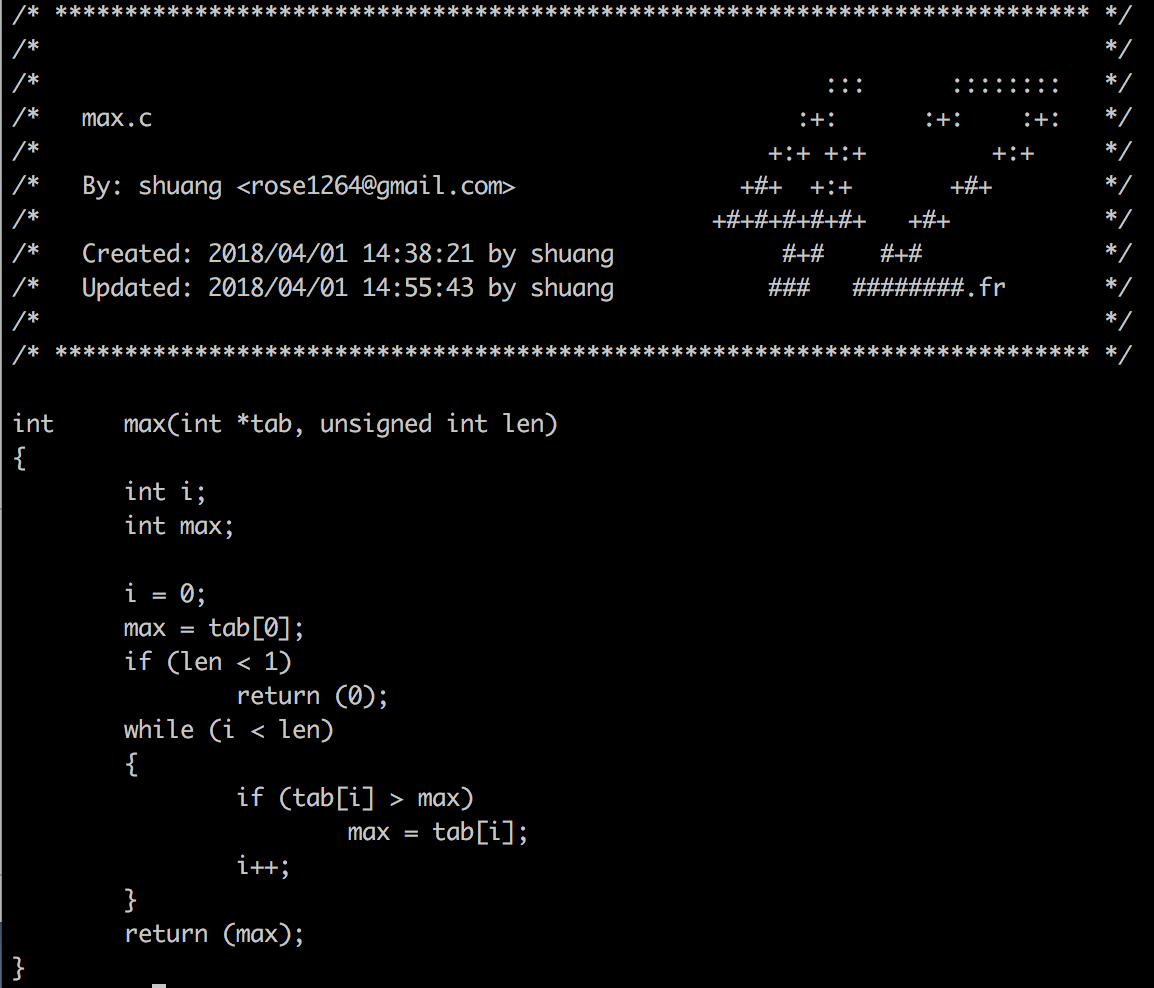 /* ************************************************************************** */
/*                                                                            */
/*                                                        :::      ::::::::   */
/*   max.c                                              :+:      :+:    :+:   */
/*                                                    +:+ +:+         +:+     */
/*   By: shuang <rose1264@gmail.com>                +#+  +:+       +#+        */
/*                                                +#+#+#+#+#+   +#+           */
/*   Created: 2018/04/01 14:38:21 by shuang            #+#    #+#             */
/*   Updated: 2018/04/01 14:55:43 by shuang           ###   ########.fr       */
/*                                                                            */
/* ************************************************************************** */

int     max(int *tab, unsigned int len)
{
        int i;
        int max;

        i = 0;
        max = tab[0];
        if (len < 1)
                return (0);
        while (i < len)
        {
                if (tab[i] > max)
                        max = tab[i];
                i++;
        }
        return (max);
}